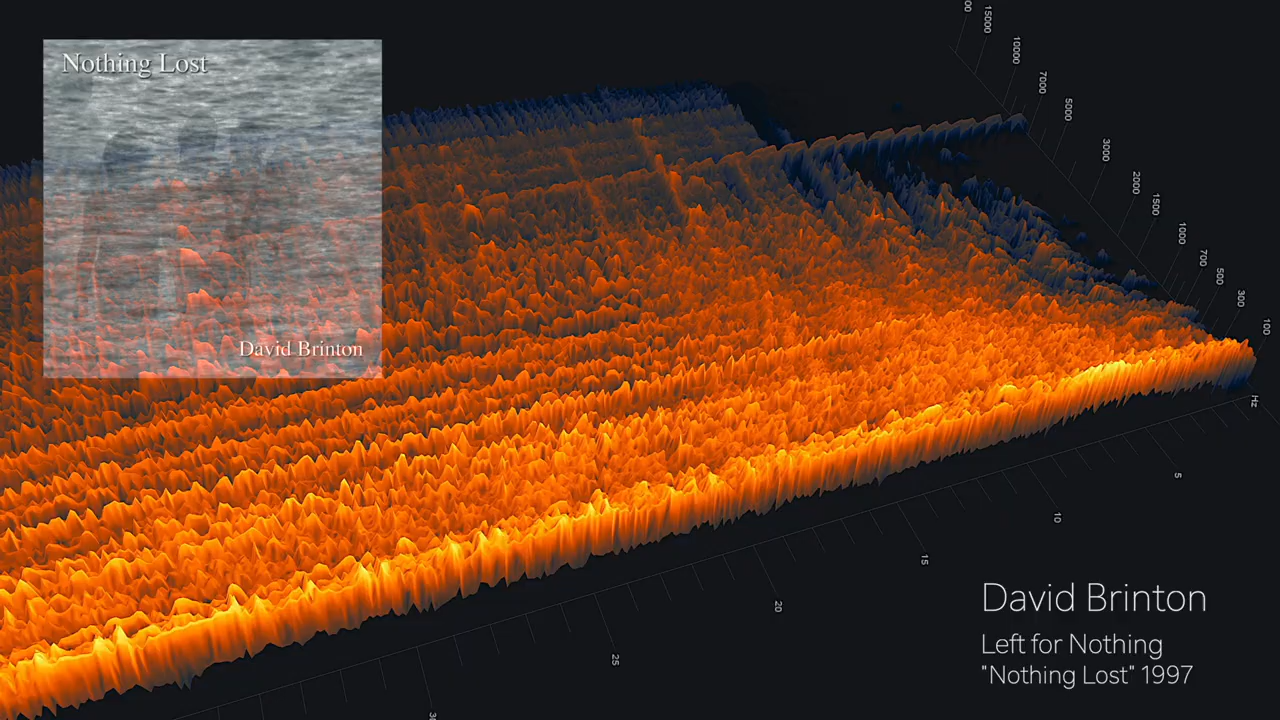 Nothing Lost
David Brinton
15000
10000
7000
5000
3000
2000
1500
1000
700
500
300
100
Hz
5
10
15
20
25
David Brinton
Left for Nothing
"Nothing Lost" 1997